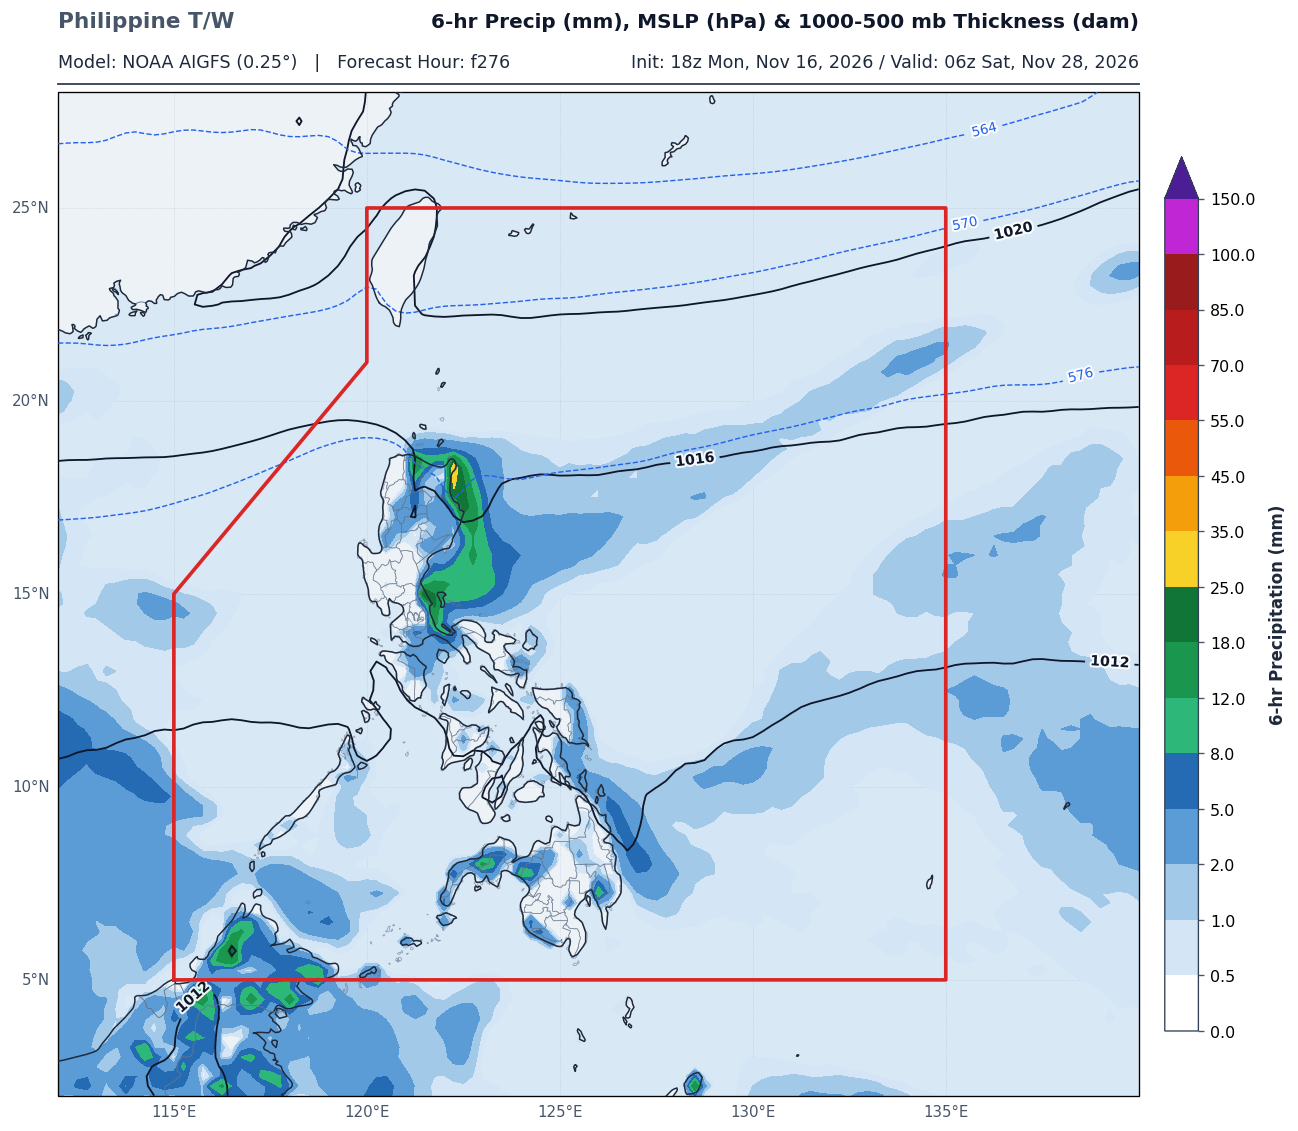 Philippine T/W
6-hr Precip (mm), MSLP (hPa) & 1000-500 mb Thickness (dam)
Model: NOAA AIGFS (0.25°) | Forecast Hour: f276
Init: 18z Mon, Nov 16, 2026 / Valid: 06z Sat, Nov 28, 2026
564
570
1020
576
1016
1012
1012
25°N
20°N
15°N
10°N
5°N
115°E
120°E
125°E
130°E
135°E
150.0
100.0
85.0
70.0
55.0
45.0
35.0
25.0
18.0
12.0
8.0
5.0
2.0
1.0
0.5
0.0
6-hr Precipitation (mm)